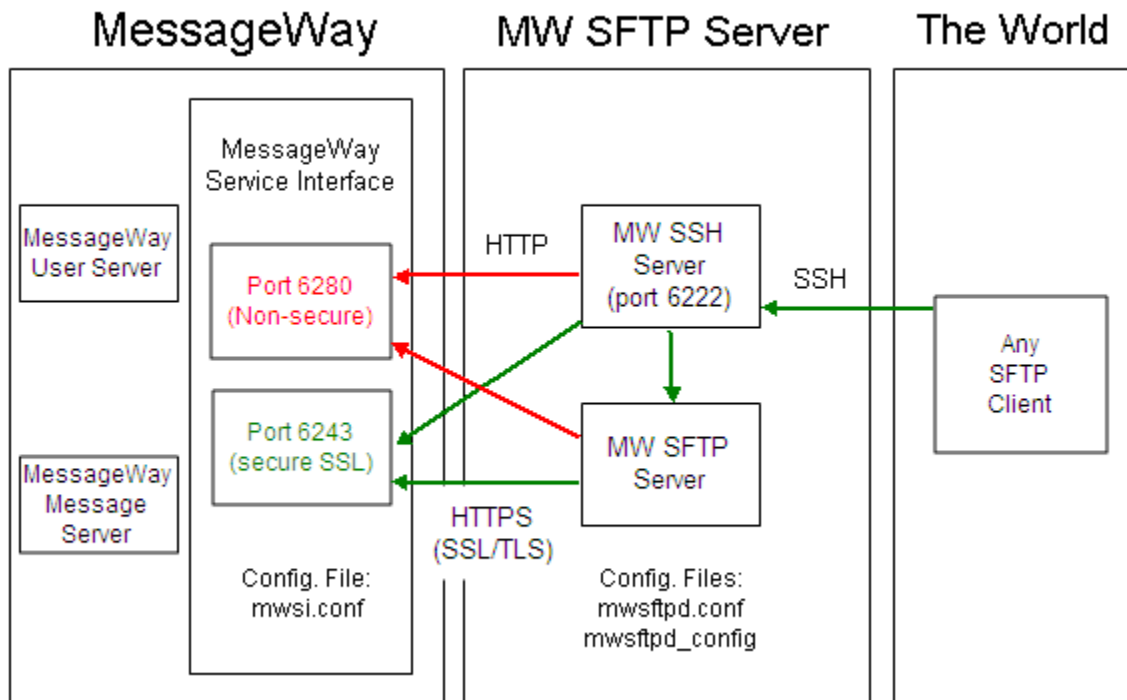 MessageWay
MW SFTP Server
The World
MessageWay
Service Interface
MessageWay
User Server
Port 6280
(Non-secure)
Port 6243
(secure SSL)
MessageWay
Message
Server
Config. File:
mwsi.conf
HTTP
MW SSH
Server
(port 6222)
SSH
MW SFTP
Server
HTTPS
(SSL/TLS)
Config. Files:
mwsftpd.conf
mwsftpd_config
Any
SFTP
Client